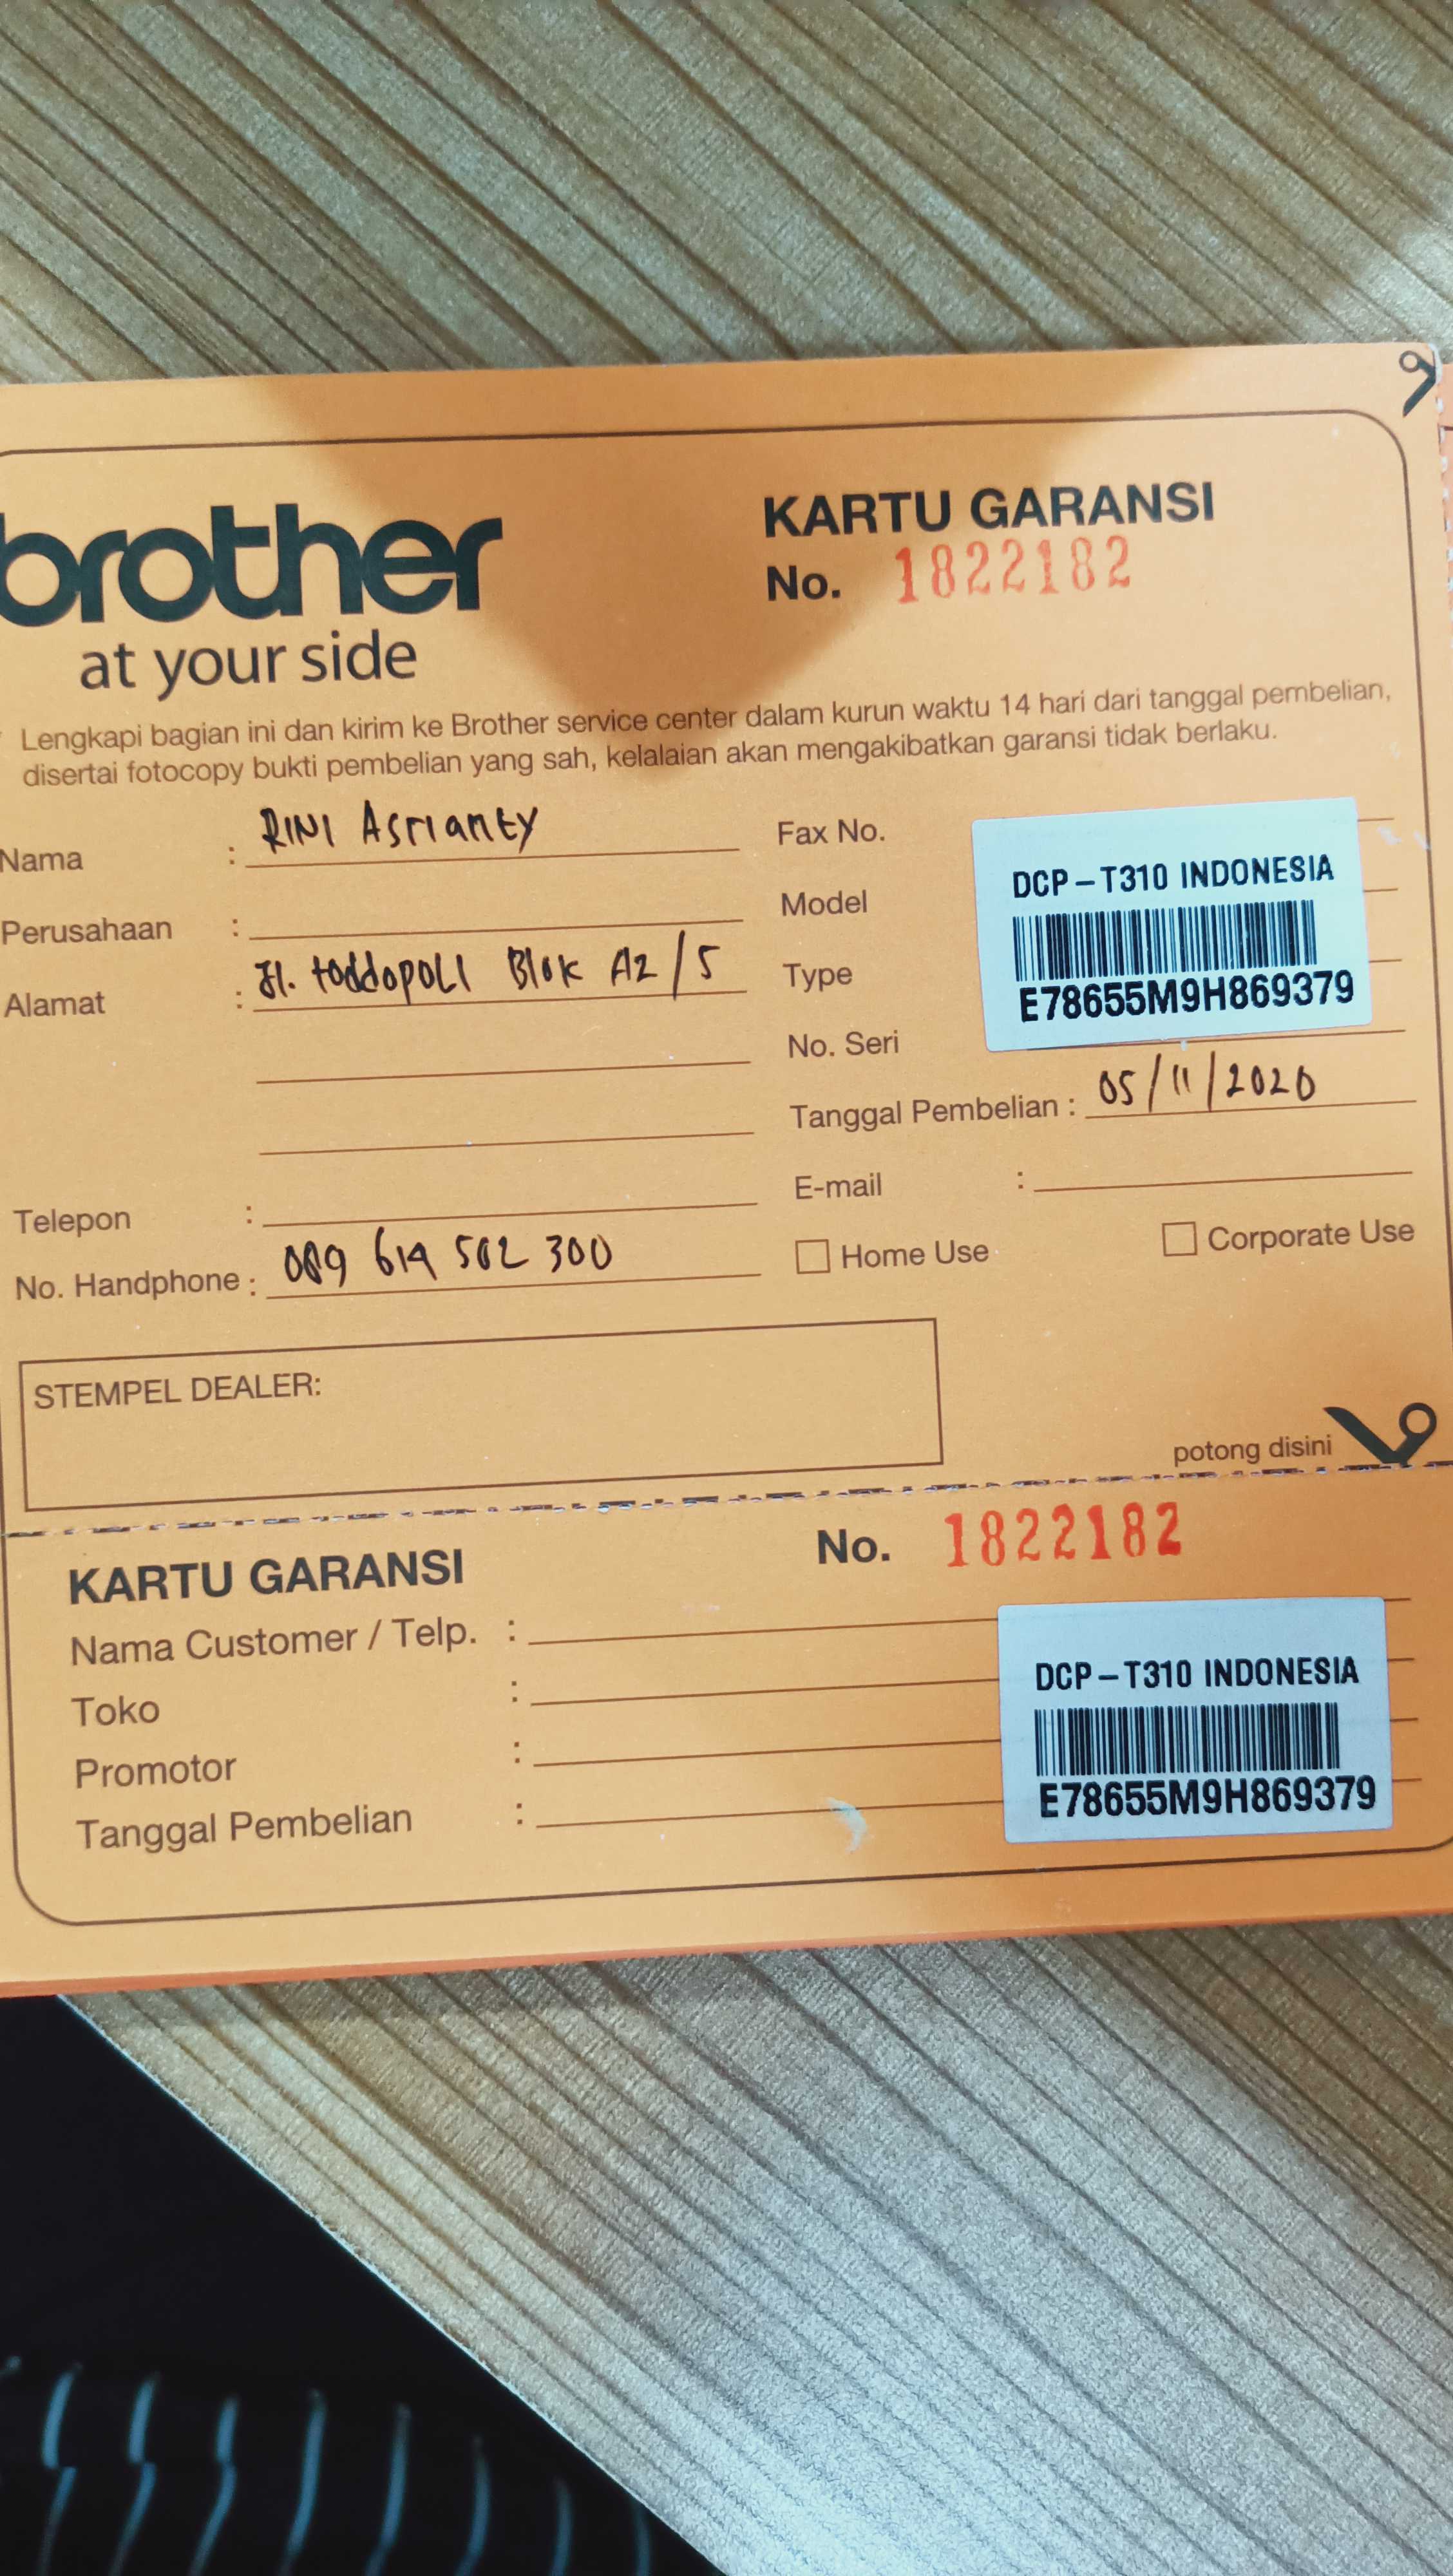 brother
at your side
KARTU GARANSI
No. 1822182
Lengkapi bagian ini dan kirim ke Brother service center dalam kurun waktu 14 hari dari tanggal pembelian,
disertai fotocopy bukti pembelian yang sah, kelalaian akan mengakibatkan garansi tidak berlaku.
Nama : RINI Asrianty
Perusahaan :
Alamat : Jl. toddopoli Blok A2/5
Telepon :
No. Handphone : 089 614 502 300
Fax No.
Model
Type
No. Seri
DCP-T310 INDONESIA
E78655M9H869379
Tanggal Pembelian : 05/11/2020
E-mail :
Home Use
Corporate Use
STEMPEL DEALER:
potong disini
KARTU GARANSI
No. 1822182
Nama Customer / Telp. :
Toko :
Promotor :
Tanggal Pembelian :
DCP-T310 INDONESIA
E78655M9H869379